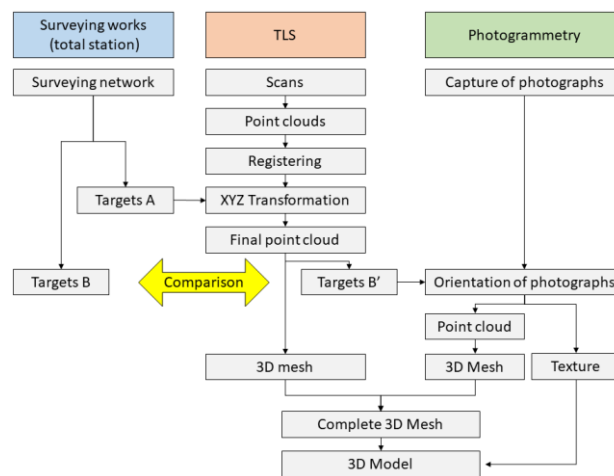 Surveying works
(total station)
TLS
Photogrammetry
Surveying network
Scans
Capture of photographs
Point clouds
Registering
Targets A
XYZ Transformation
Final point cloud
Targets B
Comparison
Targets B’
Orientation of photographs
Point cloud
3D mesh
3D Mesh
Texture
Complete 3D Mesh
3D Model